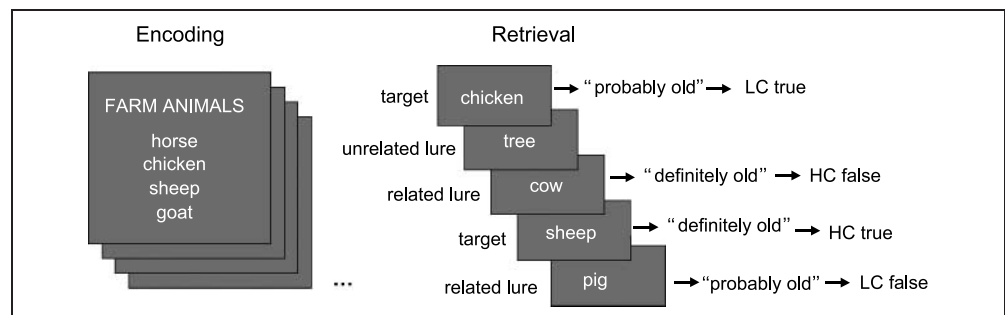 Encoding
FARM ANIMALS
horse
chicken
sheep
goat
...
Retrieval
target chicken “probably old” LC true
unrelated lure tree
related lure cow “definitely old” HC false
target sheep “definitely old” HC true
related lure pig “probably old” LC false